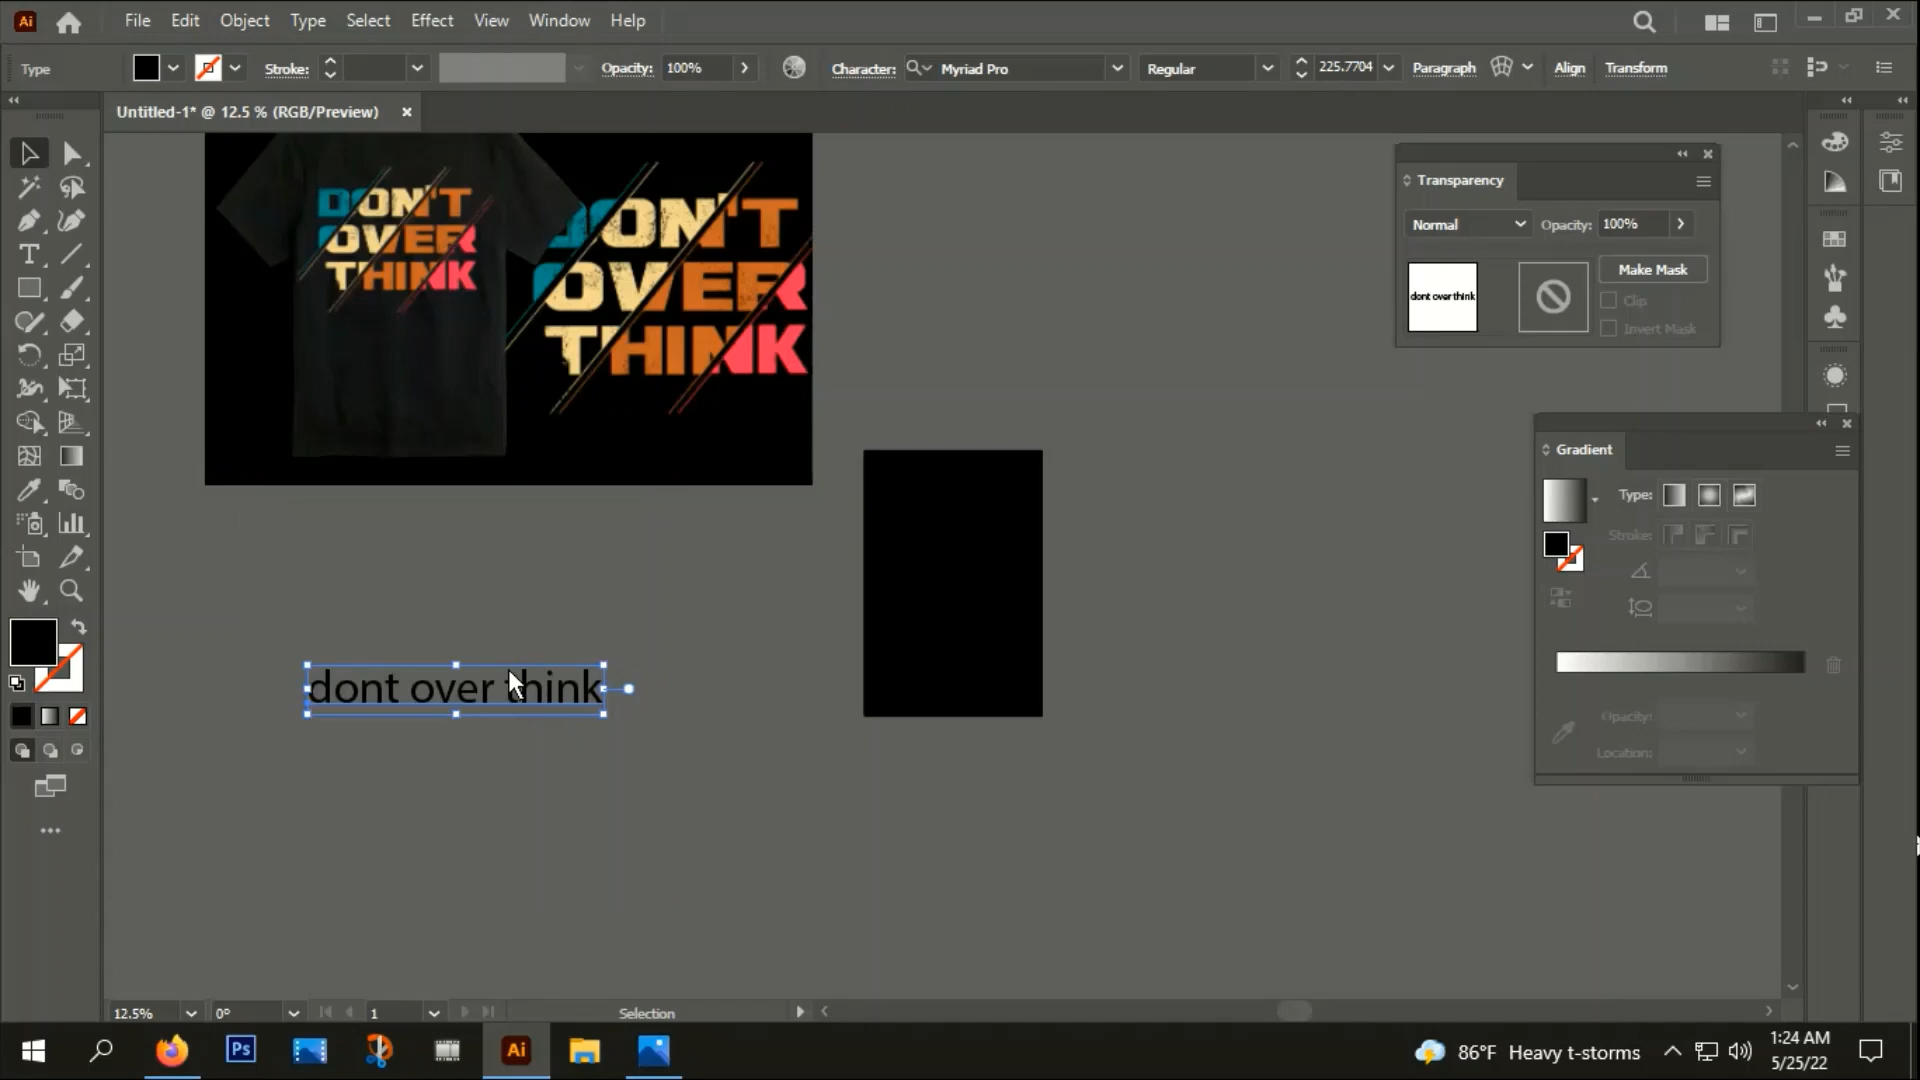 Ai File Edit Object Type Select Effect View Window Help
Type Stroke: Opacity: 100% Character: Myriad Pro Regular 225.7704 Paragraph Align Transform
Untitled-1* @ 12.5 % (RGB/Preview)
DON'T
OVER
THINK
DON'T
OVER
THINK
Transparency
Normal Opacity: 100%
dont over think
Make Mask
Clip
Invert Mask
Gradient
Type:
Stroke:
Opacity:
Location:
dont over think
12.5% 0° 1 Selection
Ps Ai 86°F Heavy t-storms 1:24 AM
5/25/22